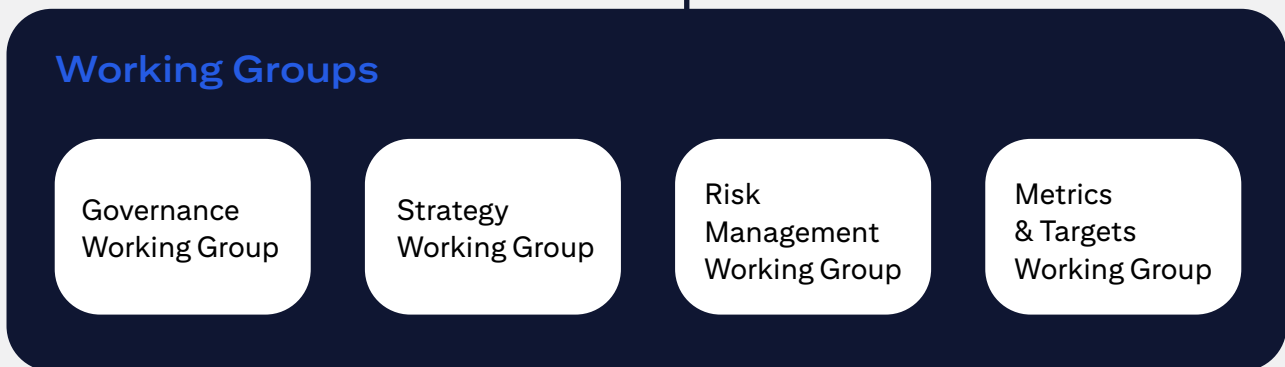 Working Groups
Governance
Working Group
Strategy
Working Group
Risk
Management
Working Group
Metrics
& Targets
Working Group